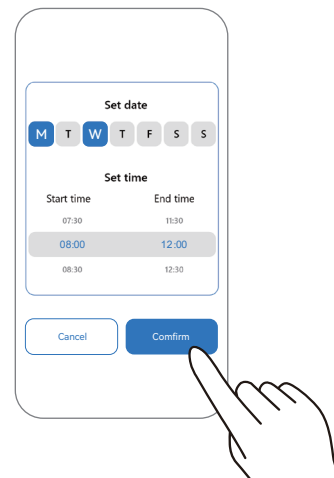 Set date
M T W T F S S
Set time
Start time End time
07:30 11:30
08:00 12:00
08:30 12:30
Cancel Confirm